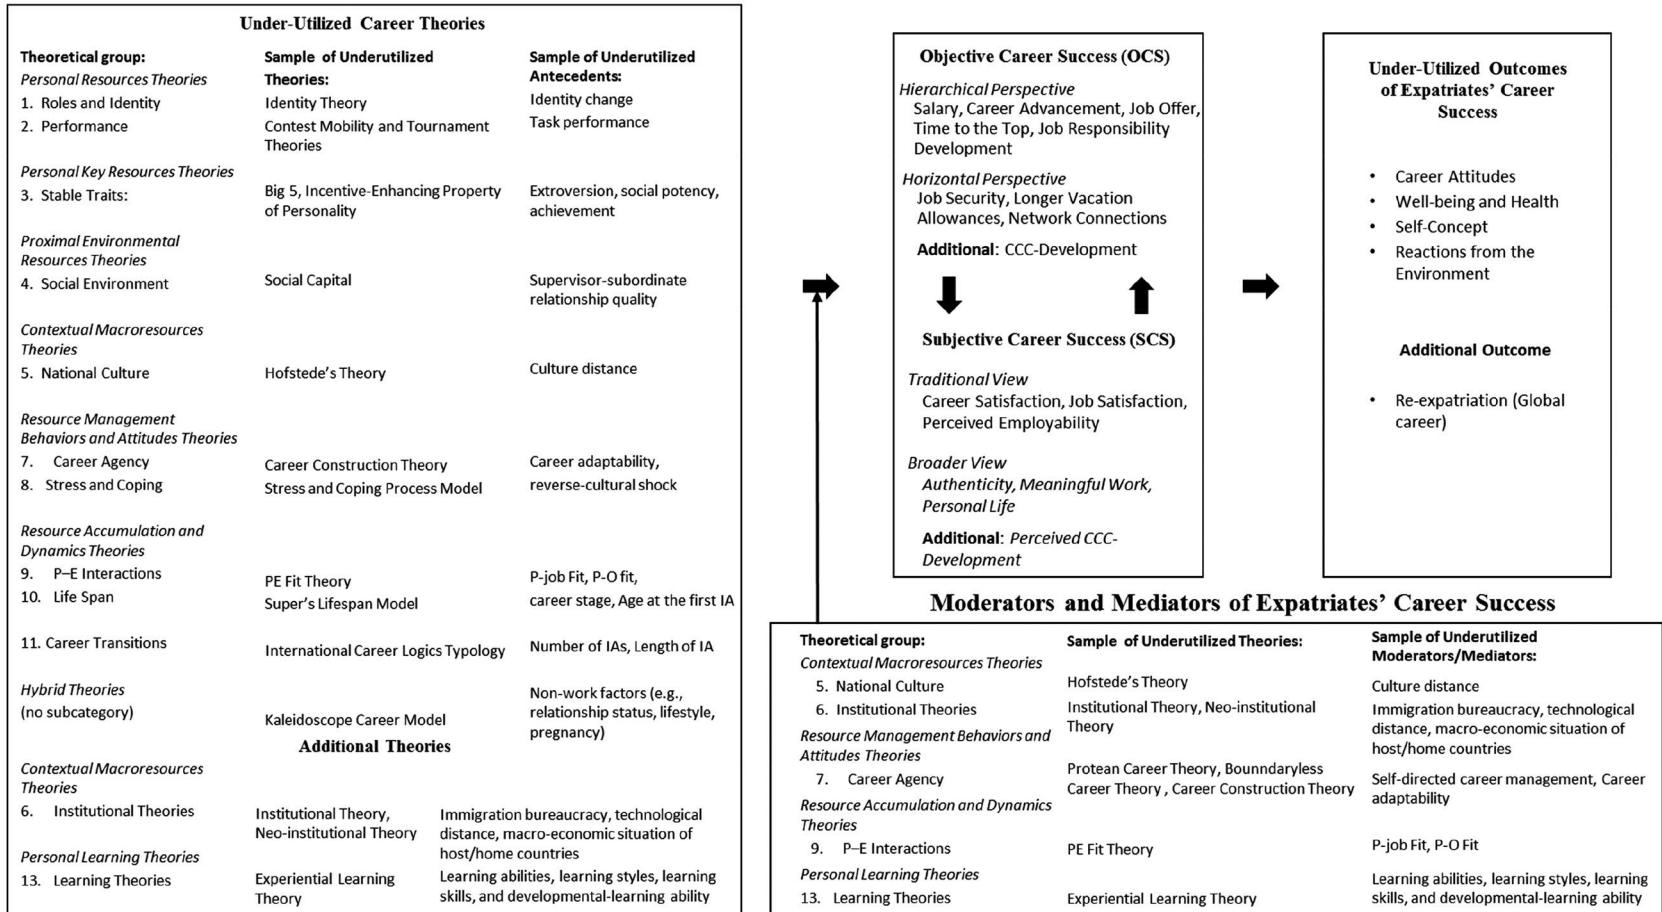 Under-Utilized Career Theories
Theoretical group:
Sample of Underutilized
Theories:
Sample of Underutilized
Antecedents:
Personal Resources Theories
1. Roles and Identity
Identity Theory
Identity change
2. Performance
Contest Mobility and Tournament
Theories
Task performance
Personal Key Resources Theories
3. Stable Traits:
Big 5, Incentive-Enhancing Property
of Personality
Extroversion, social potency,
achievement
Proximal Environmental
Resources Theories
4. Social Environment
Social Capital
Supervisor-subordinate
relationship quality
Contextual Macroresources
Theories
5. National Culture
Hofstede's Theory
Culture distance
Resource Management
Behaviors and Attitudes Theories
7. Career Agency
Career Construction Theory
Career adaptability,
8. Stress and Coping
Stress and Coping Process Model
reverse-cultural shock
Resource Accumulation and
Dynamics Theories
9. P–E Interactions
PE Fit Theory
P-job Fit, P-O fit,
10. Life Span
Super's Lifespan Model
career stage, Age at the first IA
11. Career Transitions
International Career Logics Typology
Number of IAs, Length of IA
Hybrid Theories
(no subcategory)
Kaleidoscope Career Model
Non-work factors (e.g.,
relationship status, lifestyle,
pregnancy)
Additional Theories
Contextual Macroresources
Theories
6. Institutional Theories
Institutional Theory,
Neo-institutional Theory
Immigration bureaucracy, technological
distance, macro-economic situation of
host/home countries
Personal Learning Theories
13. Learning Theories
Experiential Learning
Theory
Learning abilities, learning styles, learning
skills, and developmental-learning ability
Objective Career Success (OCS)
Hierarchical Perspective
Salary, Career Advancement, Job Offer,
Time to the Top, Job Responsibility
Development
Horizontal Perspective
Job Security, Longer Vacation
Allowances, Network Connections
Additional: CCC-Development
Subjective Career Success (SCS)
Traditional View
Career Satisfaction, Job Satisfaction,
Perceived Employability
Broader View
Authenticity, Meaningful Work,
Personal Life
Additional: Perceived CCC-
Development
Under-Utilized Outcomes
of Expatriates' Career
Success
• Career Attitudes
• Well-being and Health
• Self-Concept
• Reactions from the
Environment
Additional Outcome
• Re-expatriation (Global
career)
Moderators and Mediators of Expatriates' Career Success
Theoretical group:
Sample of Underutilized Theories:
Sample of Underutilized
Moderators/Mediators:
Contextual Macroresources Theories
5. National Culture
Hofstede's Theory
Culture distance
6. Institutional Theories
Institutional Theory, Neo-institutional
Theory
Immigration bureaucracy, technological
distance, macro-economic situation of
host/home countries
Resource Management Behaviors and
Attitudes Theories
7. Career Agency
Protean Career Theory, Bounndaryless
Career Theory , Career Construction Theory
Self-directed career management, Career
adaptability
Resource Accumulation and Dynamics
Theories
9. P–E Interactions
PE Fit Theory
P-job Fit, P-O Fit
Personal Learning Theories
13. Learning Theories
Experiential Learning Theory
Learning abilities, learning styles, learning
skills, and developmental-learning ability